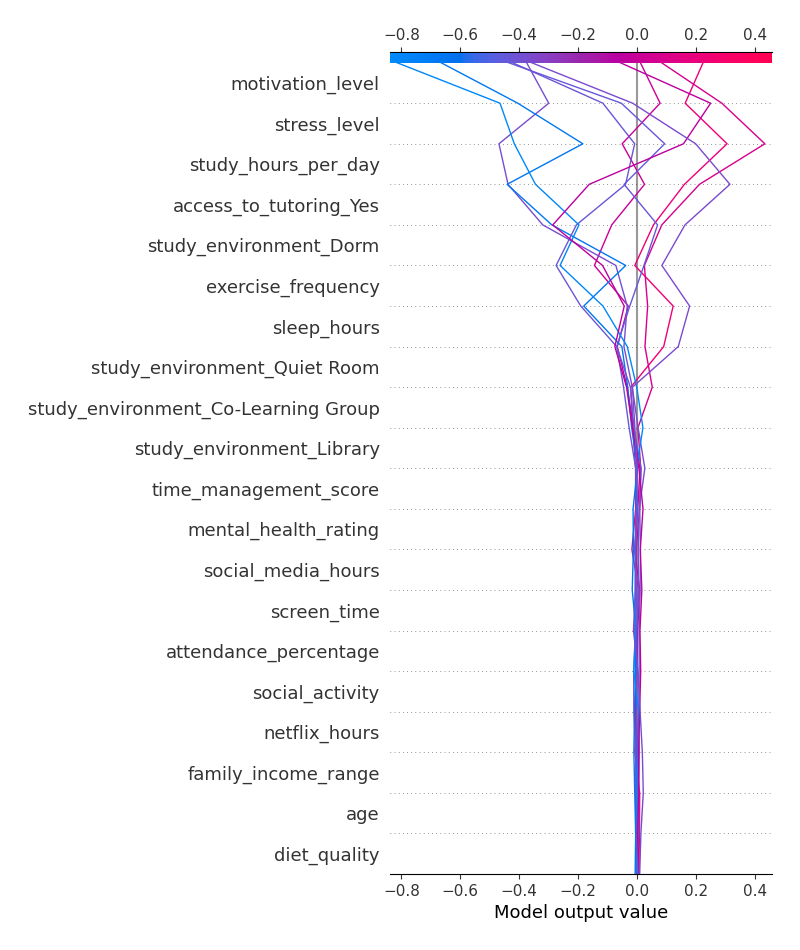 −0.8 −0.6 −0.4 −0.2 0.0 0.2 0.4
motivation_level
stress_level
study_hours_per_day
access_to_tutoring_Yes
study_environment_Dorm
exercise_frequency
sleep_hours
study_environment_Quiet Room
study_environment_Co-Learning Group
study_environment_Library
time_management_score
mental_health_rating
social_media_hours
screen_time
attendance_percentage
social_activity
netflix_hours
family_income_range
age
diet_quality
−0.8 −0.6 −0.4 −0.2 0.0 0.2 0.4
Model output value